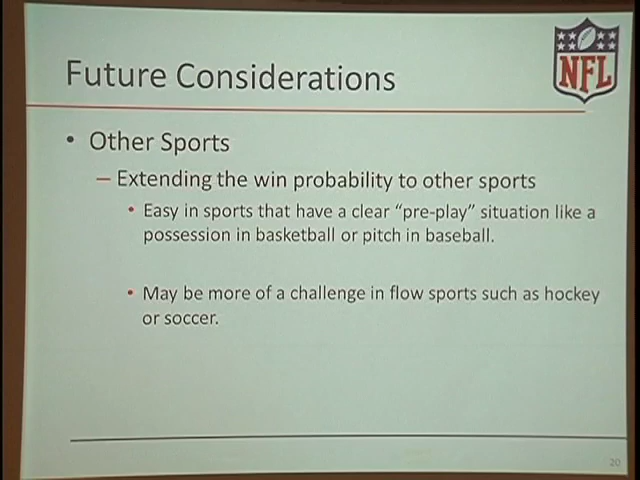 Future Considerations
NFL
• Other Sports
– Extending the win probability to other sports
• Easy in sports that have a clear “pre-play” situation like a
possession in basketball or pitch in baseball.
• May be more of a challenge in flow sports such as hockey
or soccer.
20